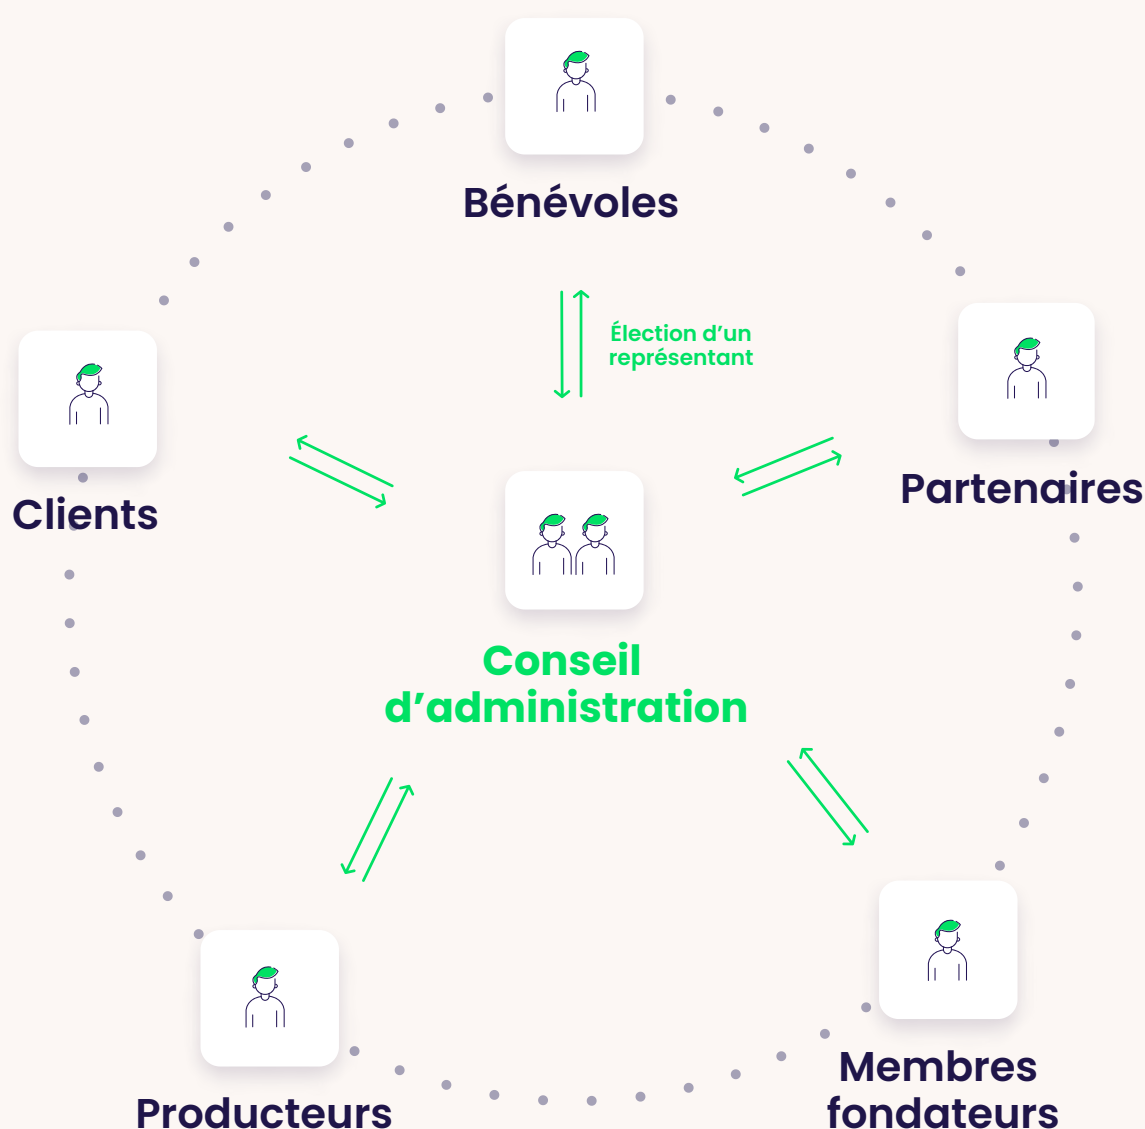 Bénévoles
Élection d’un
représentant
Partenaires
Clients
Conseil
d’administration
Membres
fondateurs
Producteurs